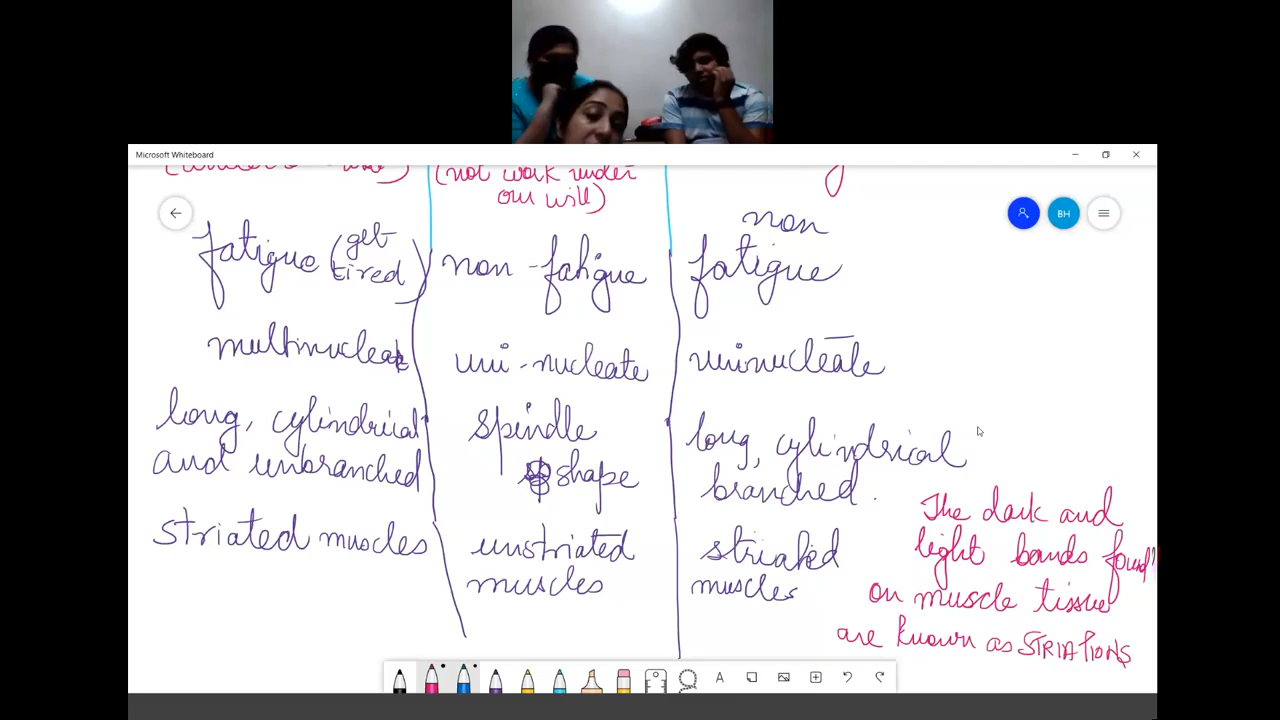 Microsoft Whiteboard
(not work under
our will)
BH
fatigue (get
tired)
non-fatigue
non
fatigue
multinucleate
uni-nucleate
uninucleate
long, cylindrical
and unbranched
spindle
shape
long, cylindrical
branched.
striated muscles
unstriated
muscles
striated
muscles
The dark and
light bands found
on muscle tissue
are known as STRIATIONS
A